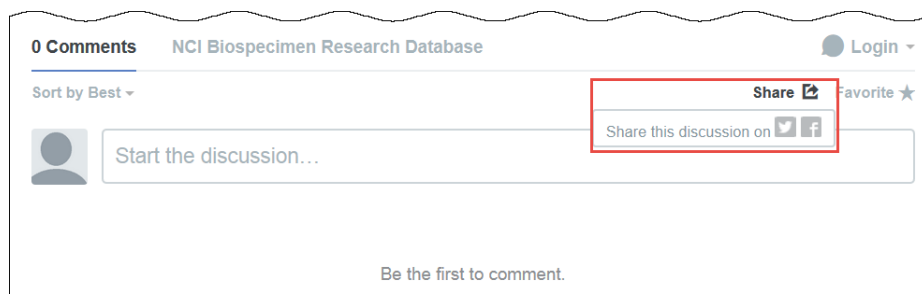 0 Comments NCI Biospecimen Research Database Login
Sort by Best Share Favorite
Share this discussion on
Start the discussion…
Be the first to comment.